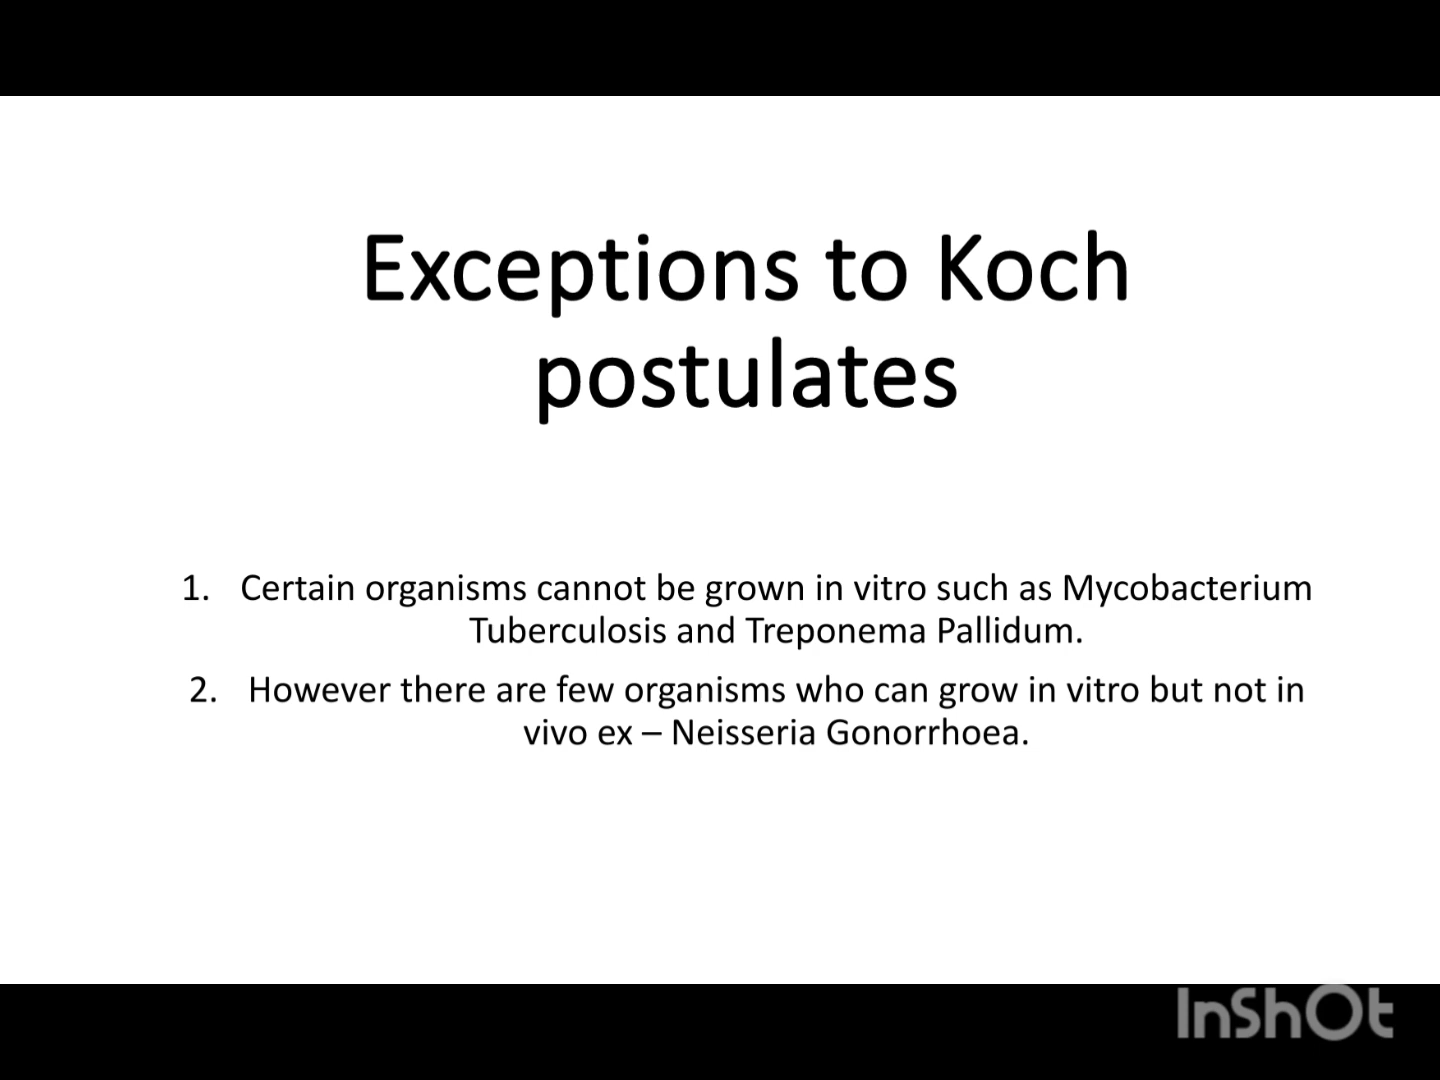 Exceptions to Koch
postulates
1. Certain organisms cannot be grown in vitro such as Mycobacterium
Tuberculosis and Treponema Pallidum.
2. However there are few organisms who can grow in vitro but not in
vivo ex – Neisseria Gonorrhoea.
InShOt